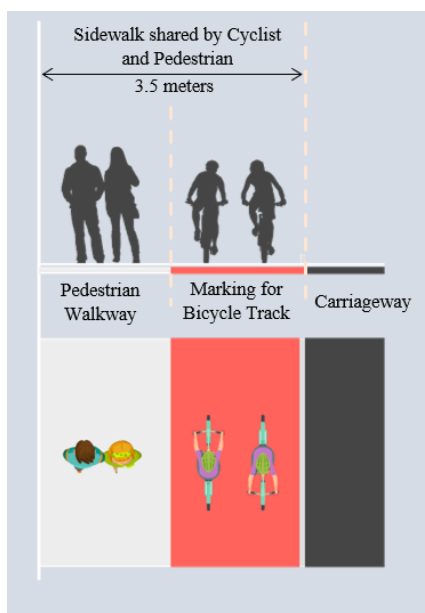 Sidewalk shared by Cyclist
and Pedestrian
3.5 meters
Pedestrian
Walkway
Marking for
Bicycle Track
Carriageway